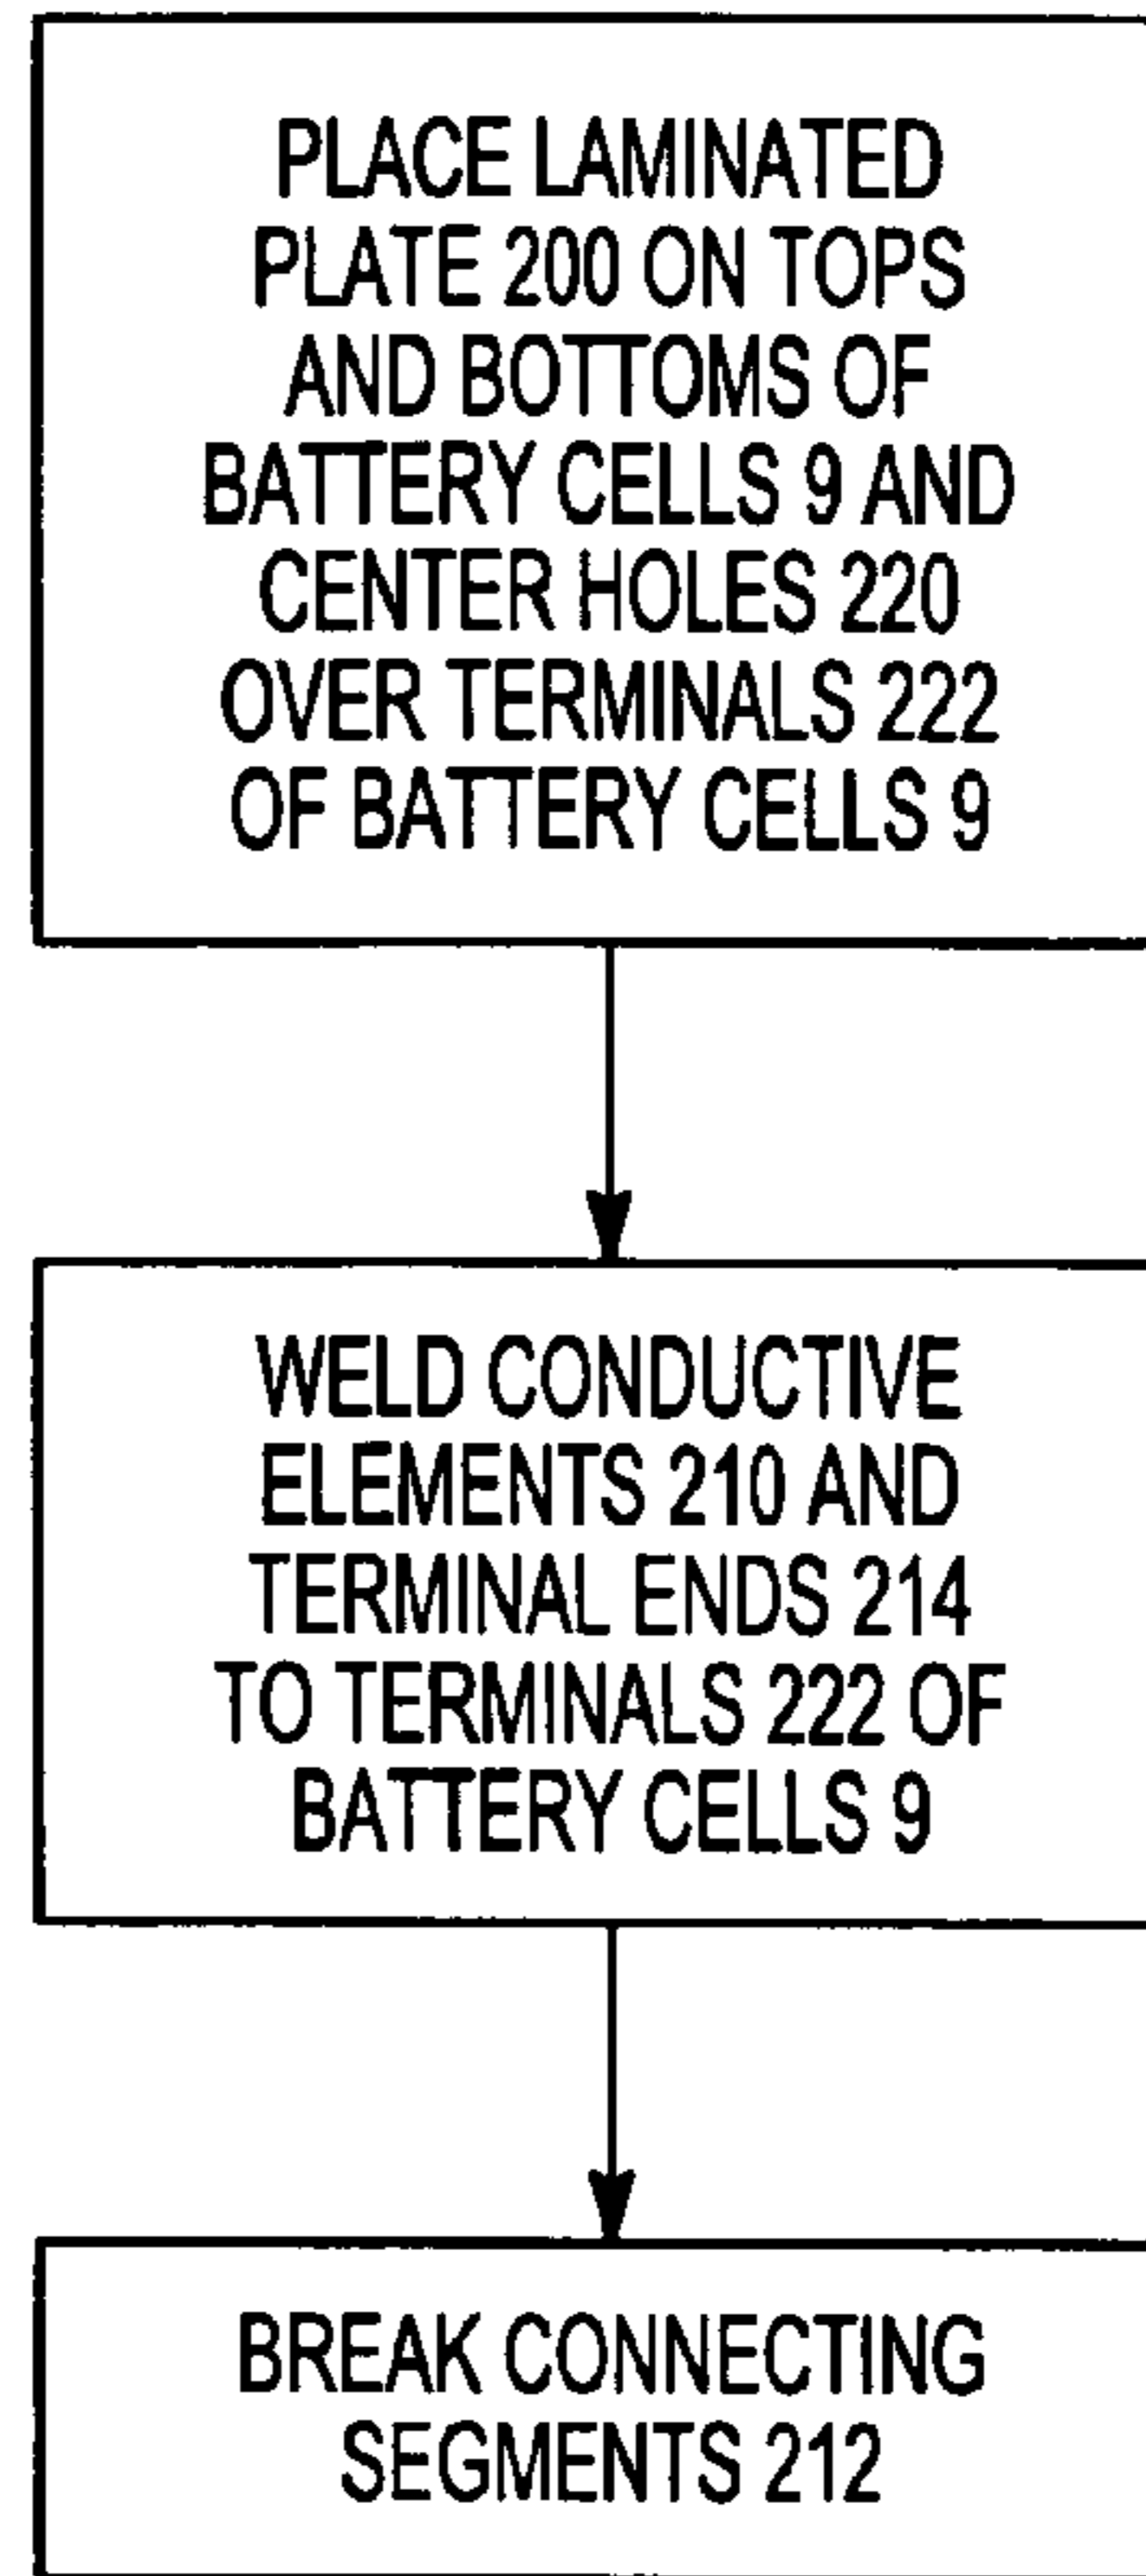 PLACE LAMINATED
PLATE 200 ON TOPS
AND BOTTOMS OF
BATTERY CELLS 9 AND
CENTER HOLES 220
OVER TERMINALS 222
OF BATTERY CELLS 9
WELD CONDUCTIVE
ELEMENTS 210 AND
TERMINAL ENDS 214
TO TERMINALS 222 OF
BATTERY CELLS 9
BREAK CONNECTING
SEGMENTS 212